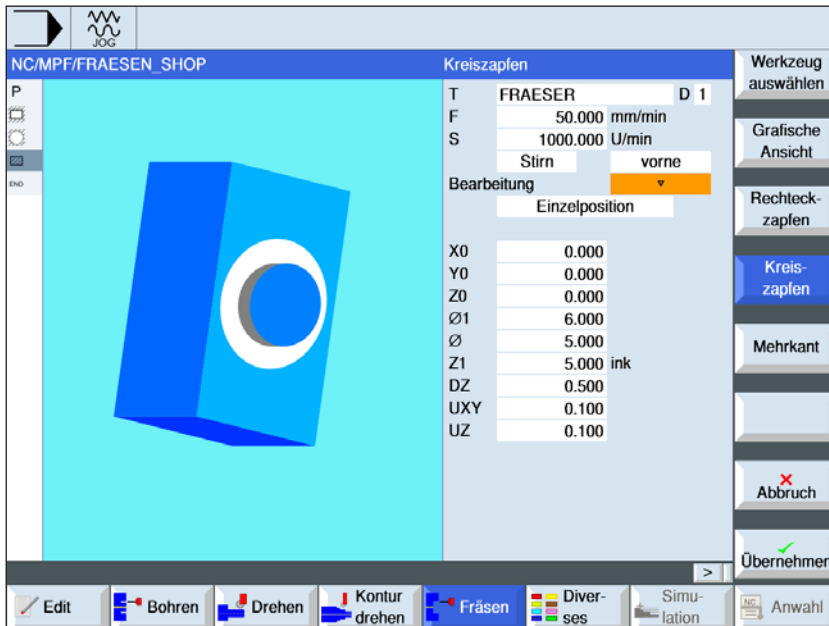 JOG
NC/MPF/FRAESEN_SHOP
Kreiszapfen
P
END
T FRAESER D 1
F 50.000 mm/min
S 1000.000 U/min
Stirn vorne
Bearbeitung ▿
Einzelposition
X0 0.000
Y0 0.000
Z0 0.000
∅1 6.000
∅ 5.000
Z1 5.000 ink
DZ 0.500
UXY 0.100
UZ 0.100
Werkzeug
auswählen
Grafische
Ansicht
Rechteck-
zapfen
Kreis-
zapfen
Mehrkant
Abbruch
Übernehmen
>
Edit
Bohren
Drehen
Kontur
drehen
Fräsen
Diver-
ses
Simu-
lation
NC
Anwahl